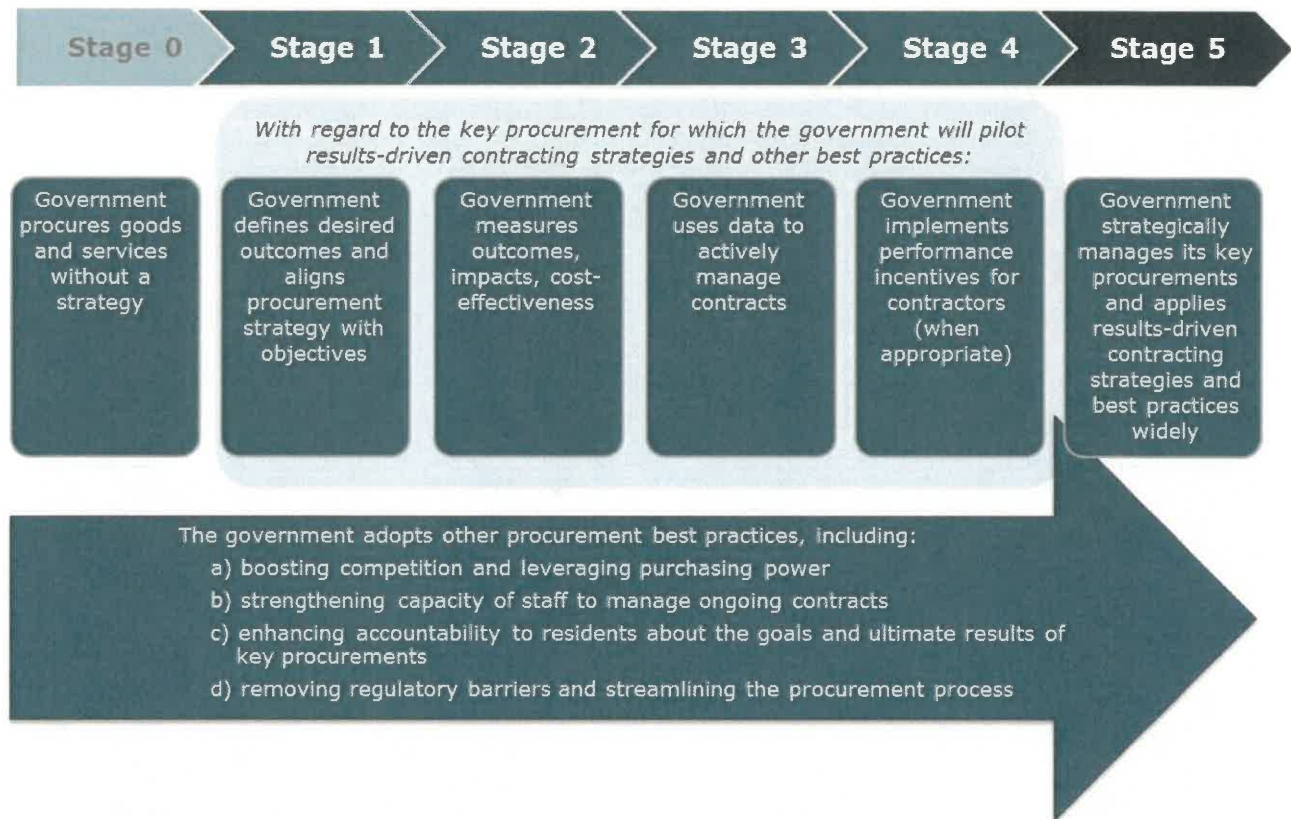 Stage 0
Stage 1
Stage 2
Stage 3
Stage 4
Stage 5
With regard to the key procurement for which the government will pilot
results-driven contracting strategies and other best practices:
Government
procures goods
and services
without a
strategy
Government
defines desired
outcomes and
aligns
procurement
strategy with
objectives
Government
measures
outcomes,
impacts, cost-
effectiveness
Government
uses data to
actively
manage
contracts
Government
implements
performance
incentives for
contractors
(when
appropriate)
Government
strategically
manages its key
procurements
and applies
results-driven
contracting
strategies and
best practices
widely
The government adopts other procurement best practices, including:
a) boosting competition and leveraging purchasing power
b) strengthening capacity of staff to manage ongoing contracts
c) enhancing accountability to residents about the goals and ultimate results of
key procurements
d) removing regulatory barriers and streamlining the procurement process